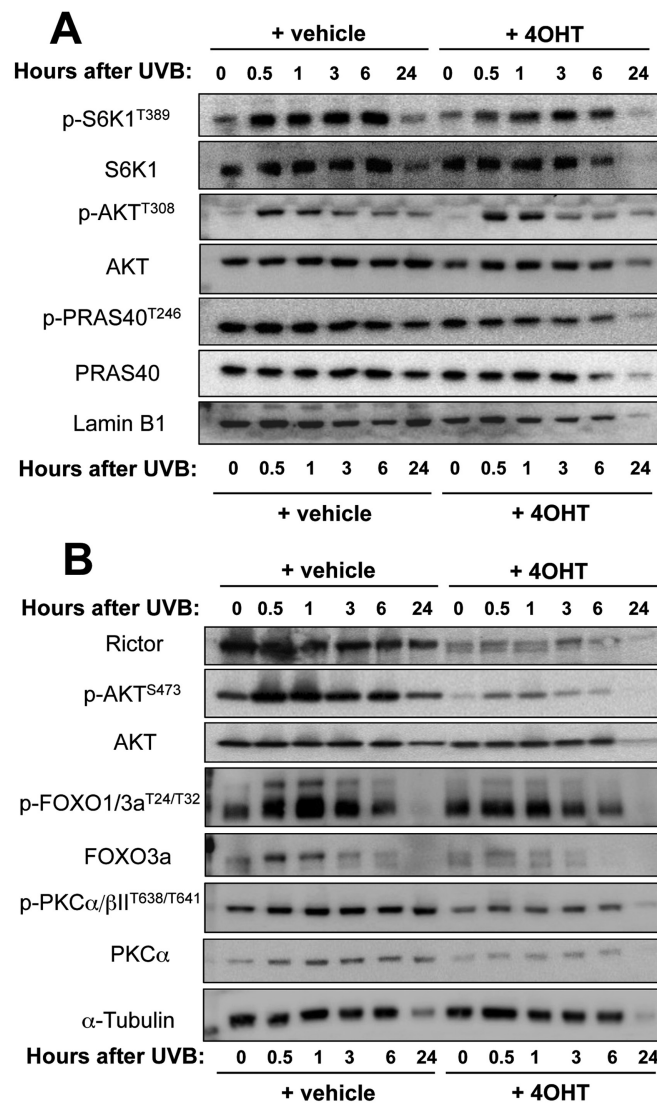 A
+ vehicle + 4OHT
Hours after UVB: 0 0.5 1 3 6 24 0 0.5 1 3 6 24
p-S6K1T389
S6K1
p-AKTT308
AKT
p-PRAS40T246
PRAS40
Lamin B1
Hours after UVB: 0 0.5 1 3 6 24 0 0.5 1 3 6 24
+ vehicle + 4OHT
B
+ vehicle + 4OHT
Hours after UVB: 0 0.5 1 3 6 24 0 0.5 1 3 6 24
Rictor
p-AKTS473
AKT
p-FOXO1/3aT24/T32
FOXO3a
p-PKCα/βIIT638/T641
PKCα
α-Tubulin
Hours after UVB: 0 0.5 1 3 6 24 0 0.5 1 3 6 24
+ vehicle + 4OHT